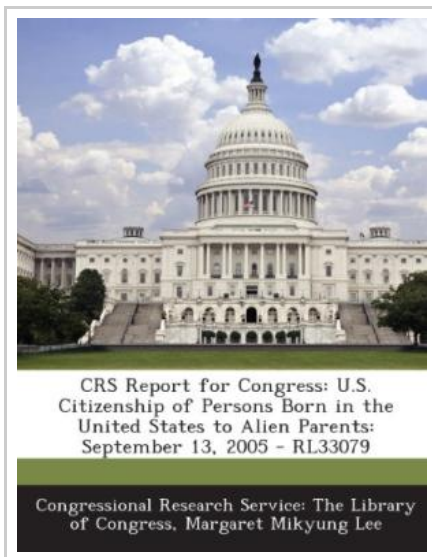 CRS Report for Congress: U.S.
Citizenship of Persons Born in the
United States to Alien Parents:
September 13, 2005 - RL33079
Congressional Research Service: The Library
of Congress, Margaret Mikyung Lee